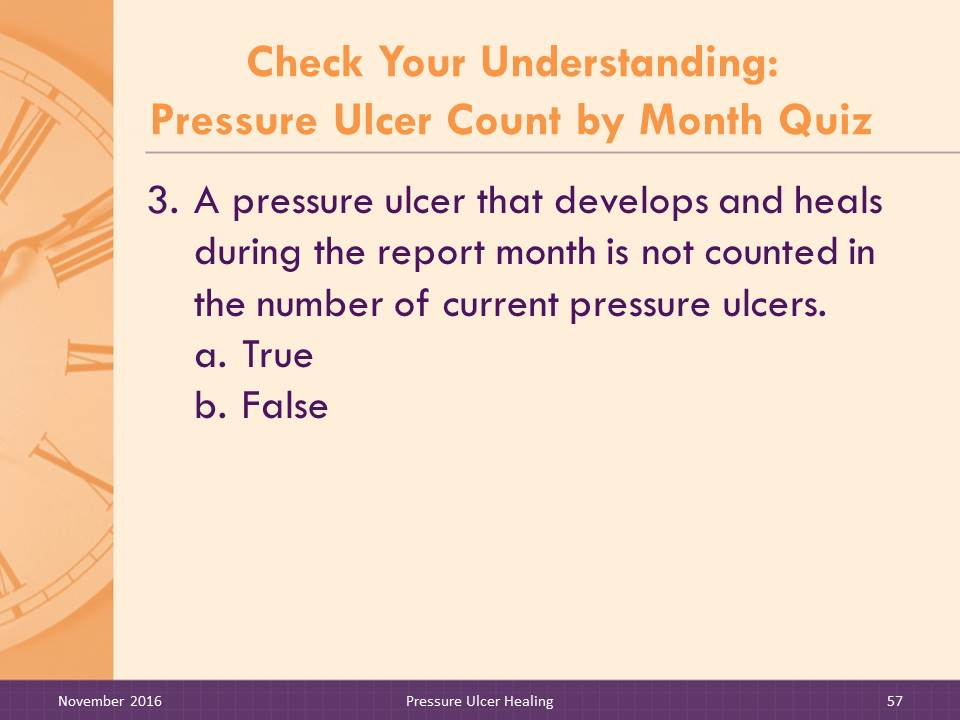 Check Your Understanding:
Pressure Ulcer Count by Month Quiz
3. A pressure ulcer that develops and heals
during the report month is not counted in
the number of current pressure ulcers.
a. True
b. False
November 2016
Pressure Ulcer Healing
57